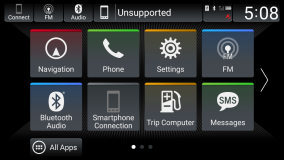 Connect FM Audio Unsupported 5:08
Navigation Phone Settings FM
SMS
Bluetooth Audio Smartphone Connection Trip Computer Messages
All Apps